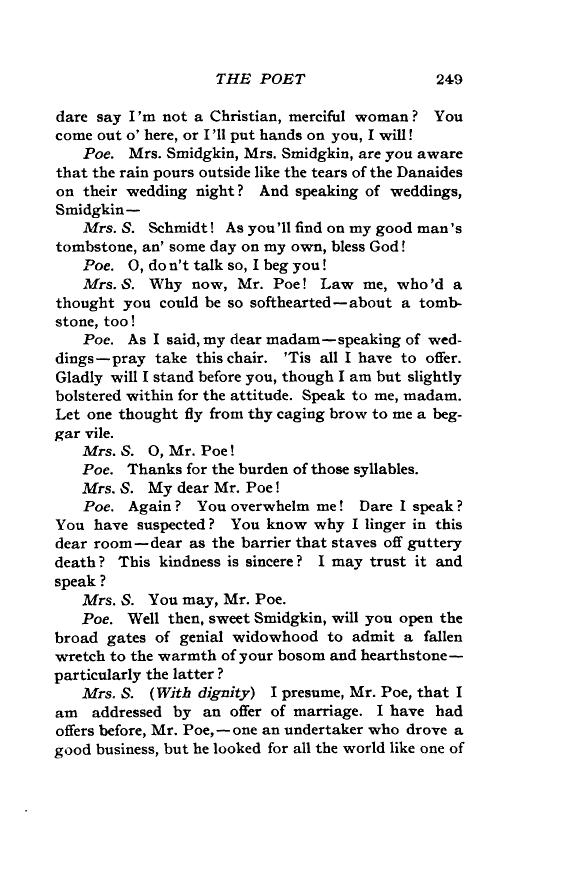 THE POET 249
dare say I'm not a Christian, merciful woman? You
come out o' here, or I'll put hands on you, I will!
Poe. Mrs. Smidgkin, Mrs. Smidgkin, are you aware
that the rain pours outside like the tears of the Danaides
on their wedding night? And speaking of weddings,
Smidgkin—
Mrs. S. Schmidt! As you'll find on my good man's
tombstone, an' some day on my own, bless God!
Poe. O, don't talk so, I beg you!
Mrs. S. Why now, Mr. Poe! Law me, who'd a
thought you could be so softhearted—about a tomb-
stone, too!
Poe. As I said, my dear madam—speaking of wed-
dings—pray take this chair. 'Tis all I have to offer.
Gladly will I stand before you, though I am but slightly
bolstered within for the attitude. Speak to me, madam.
Let one thought fly from thy caging brow to me a beg-
gar vile.
Mrs. S. O, Mr. Poe!
Poe. Thanks for the burden of those syllables.
Mrs. S. My dear Mr. Poe!
Poe. Again? You overwhelm me! Dare I speak?
You have suspected? You know why I linger in this
dear room—dear as the barrier that staves off guttery
death? This kindness is sincere? I may trust it and
speak?
Mrs. S. You may, Mr. Poe.
Poe. Well then, sweet Smidgkin, will you open the
broad gates of genial widowhood to admit a fallen
wretch to the warmth of your bosom and hearthstone—
particularly the latter?
Mrs. S. (With dignity) I presume, Mr. Poe, that I
am addressed by an offer of marriage. I have had
offers before, Mr. Poe,—one an undertaker who drove a
good business, but he looked for all the world like one of